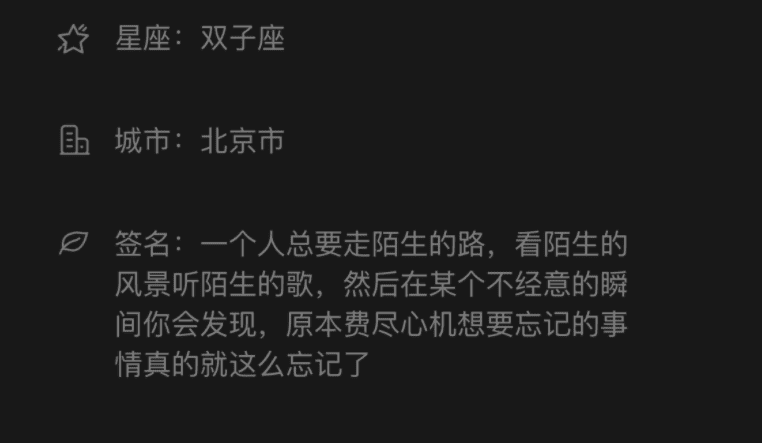 星座：双子座
城市：北京市
签名：一个人总要走陌生的路，看陌生的
风景听陌生的歌，然后在某个不经意的瞬
间你会发现，原本费尽心机想要忘记的事
情真的就这么忘记了